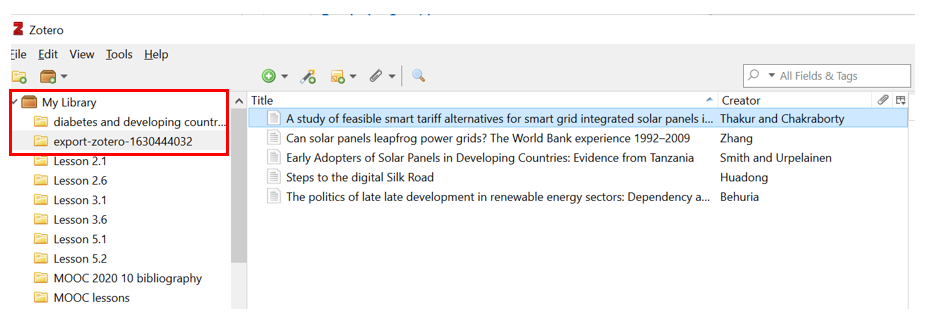 Zotero
File Edit View Tools Help
All Fields & Tags
My Library
diabetes and developing countr...
export-zotero-1630444032
Lesson 2.1
Lesson 2.6
Lesson 3.1
Lesson 3.6
Lesson 5.1
Lesson 5.2
MOOC 2020 10 bibliography
MOOC lessons
Title Creator
A study of feasible smart tariff alternatives for smart grid integrated solar panels i... Thakur and Chakraborty
Can solar panels leapfrog power grids? The World Bank experience 1992–2009 Zhang
Early Adopters of Solar Panels in Developing Countries: Evidence from Tanzania Smith and Urpelainen
Steps to the digital Silk Road Huadong
The politics of late late development in renewable energy sectors: Dependency a... Behuria